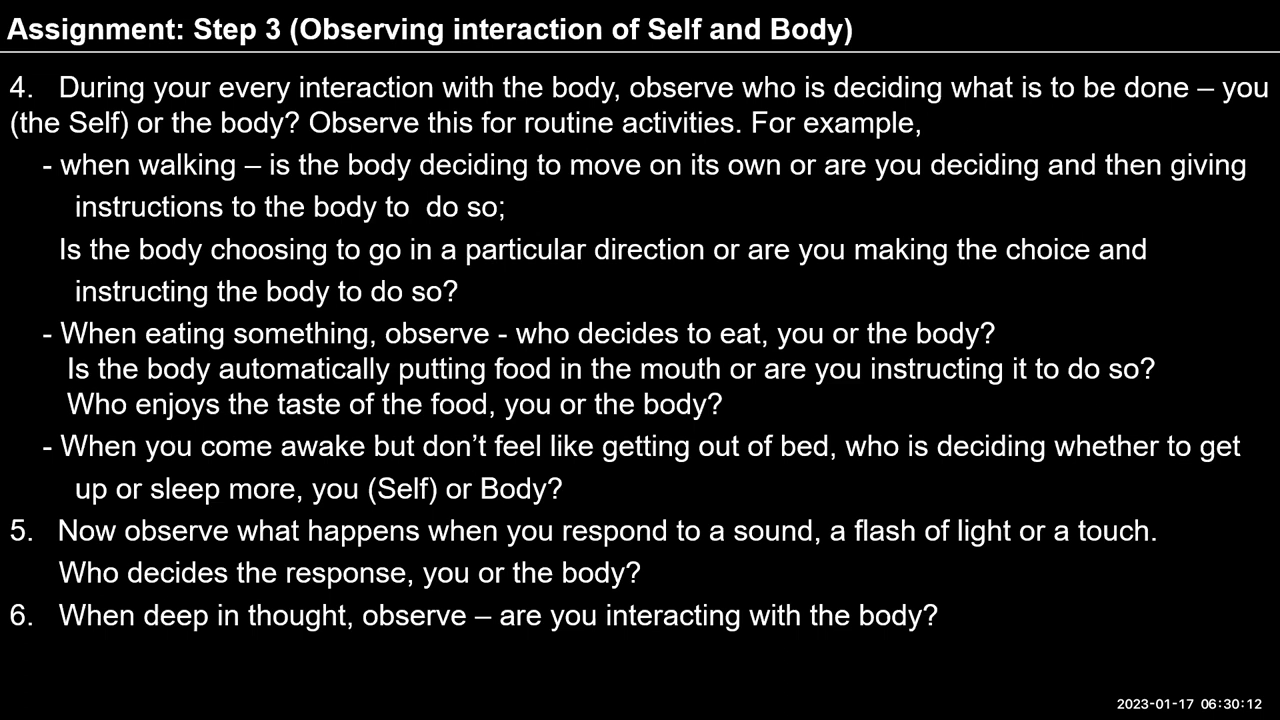 Assignment: Step 3 (Observing interaction of Self and Body)
4. During your every interaction with the body, observe who is deciding what is to be done – you
(the Self) or the body? Observe this for routine activities. For example,
- when walking – is the body deciding to move on its own or are you deciding and then giving
instructions to the body to do so;
Is the body choosing to go in a particular direction or are you making the choice and
instructing the body to do so?
- When eating something, observe - who decides to eat, you or the body?
Is the body automatically putting food in the mouth or are you instructing it to do so?
Who enjoys the taste of the food, you or the body?
- When you come awake but don’t feel like getting out of bed, who is deciding whether to get
up or sleep more, you (Self) or Body?
5. Now observe what happens when you respond to a sound, a flash of light or a touch.
Who decides the response, you or the body?
6. When deep in thought, observe – are you interacting with the body?
2023-01-17 06:30:12